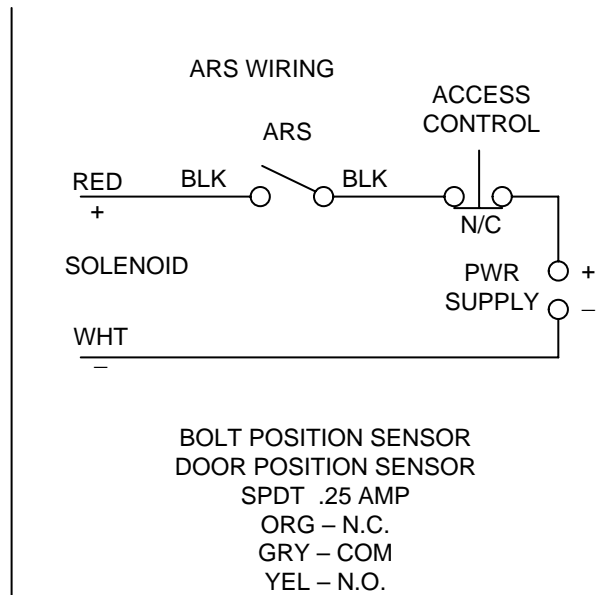 ARS WIRING
ACCESS
CONTROL
ARS
RED
BLK
BLK
+
N/C
SOLENOID
PWR
SUPPLY
+
–
WHT
–
BOLT POSITION SENSOR
DOOR POSITION SENSOR
SPDT .25 AMP
ORG – N.C.
GRY – COM
YEL – N.O.